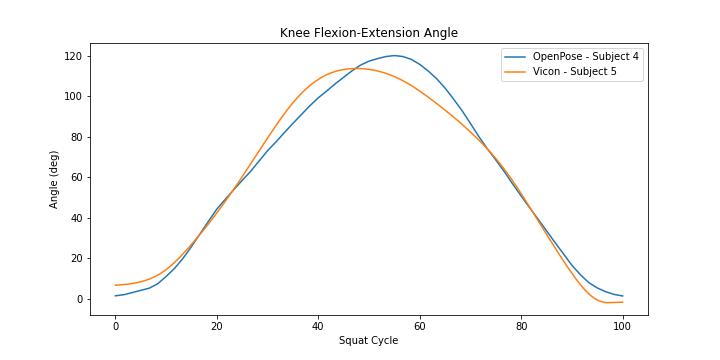 Knee Flexion-Extension Angle
OpenPose - Subject 4
Vicon - Subject 5
Angle (deg)
120
100
80
60
40
20
0
0 20 40 60 80 100
Squat Cycle